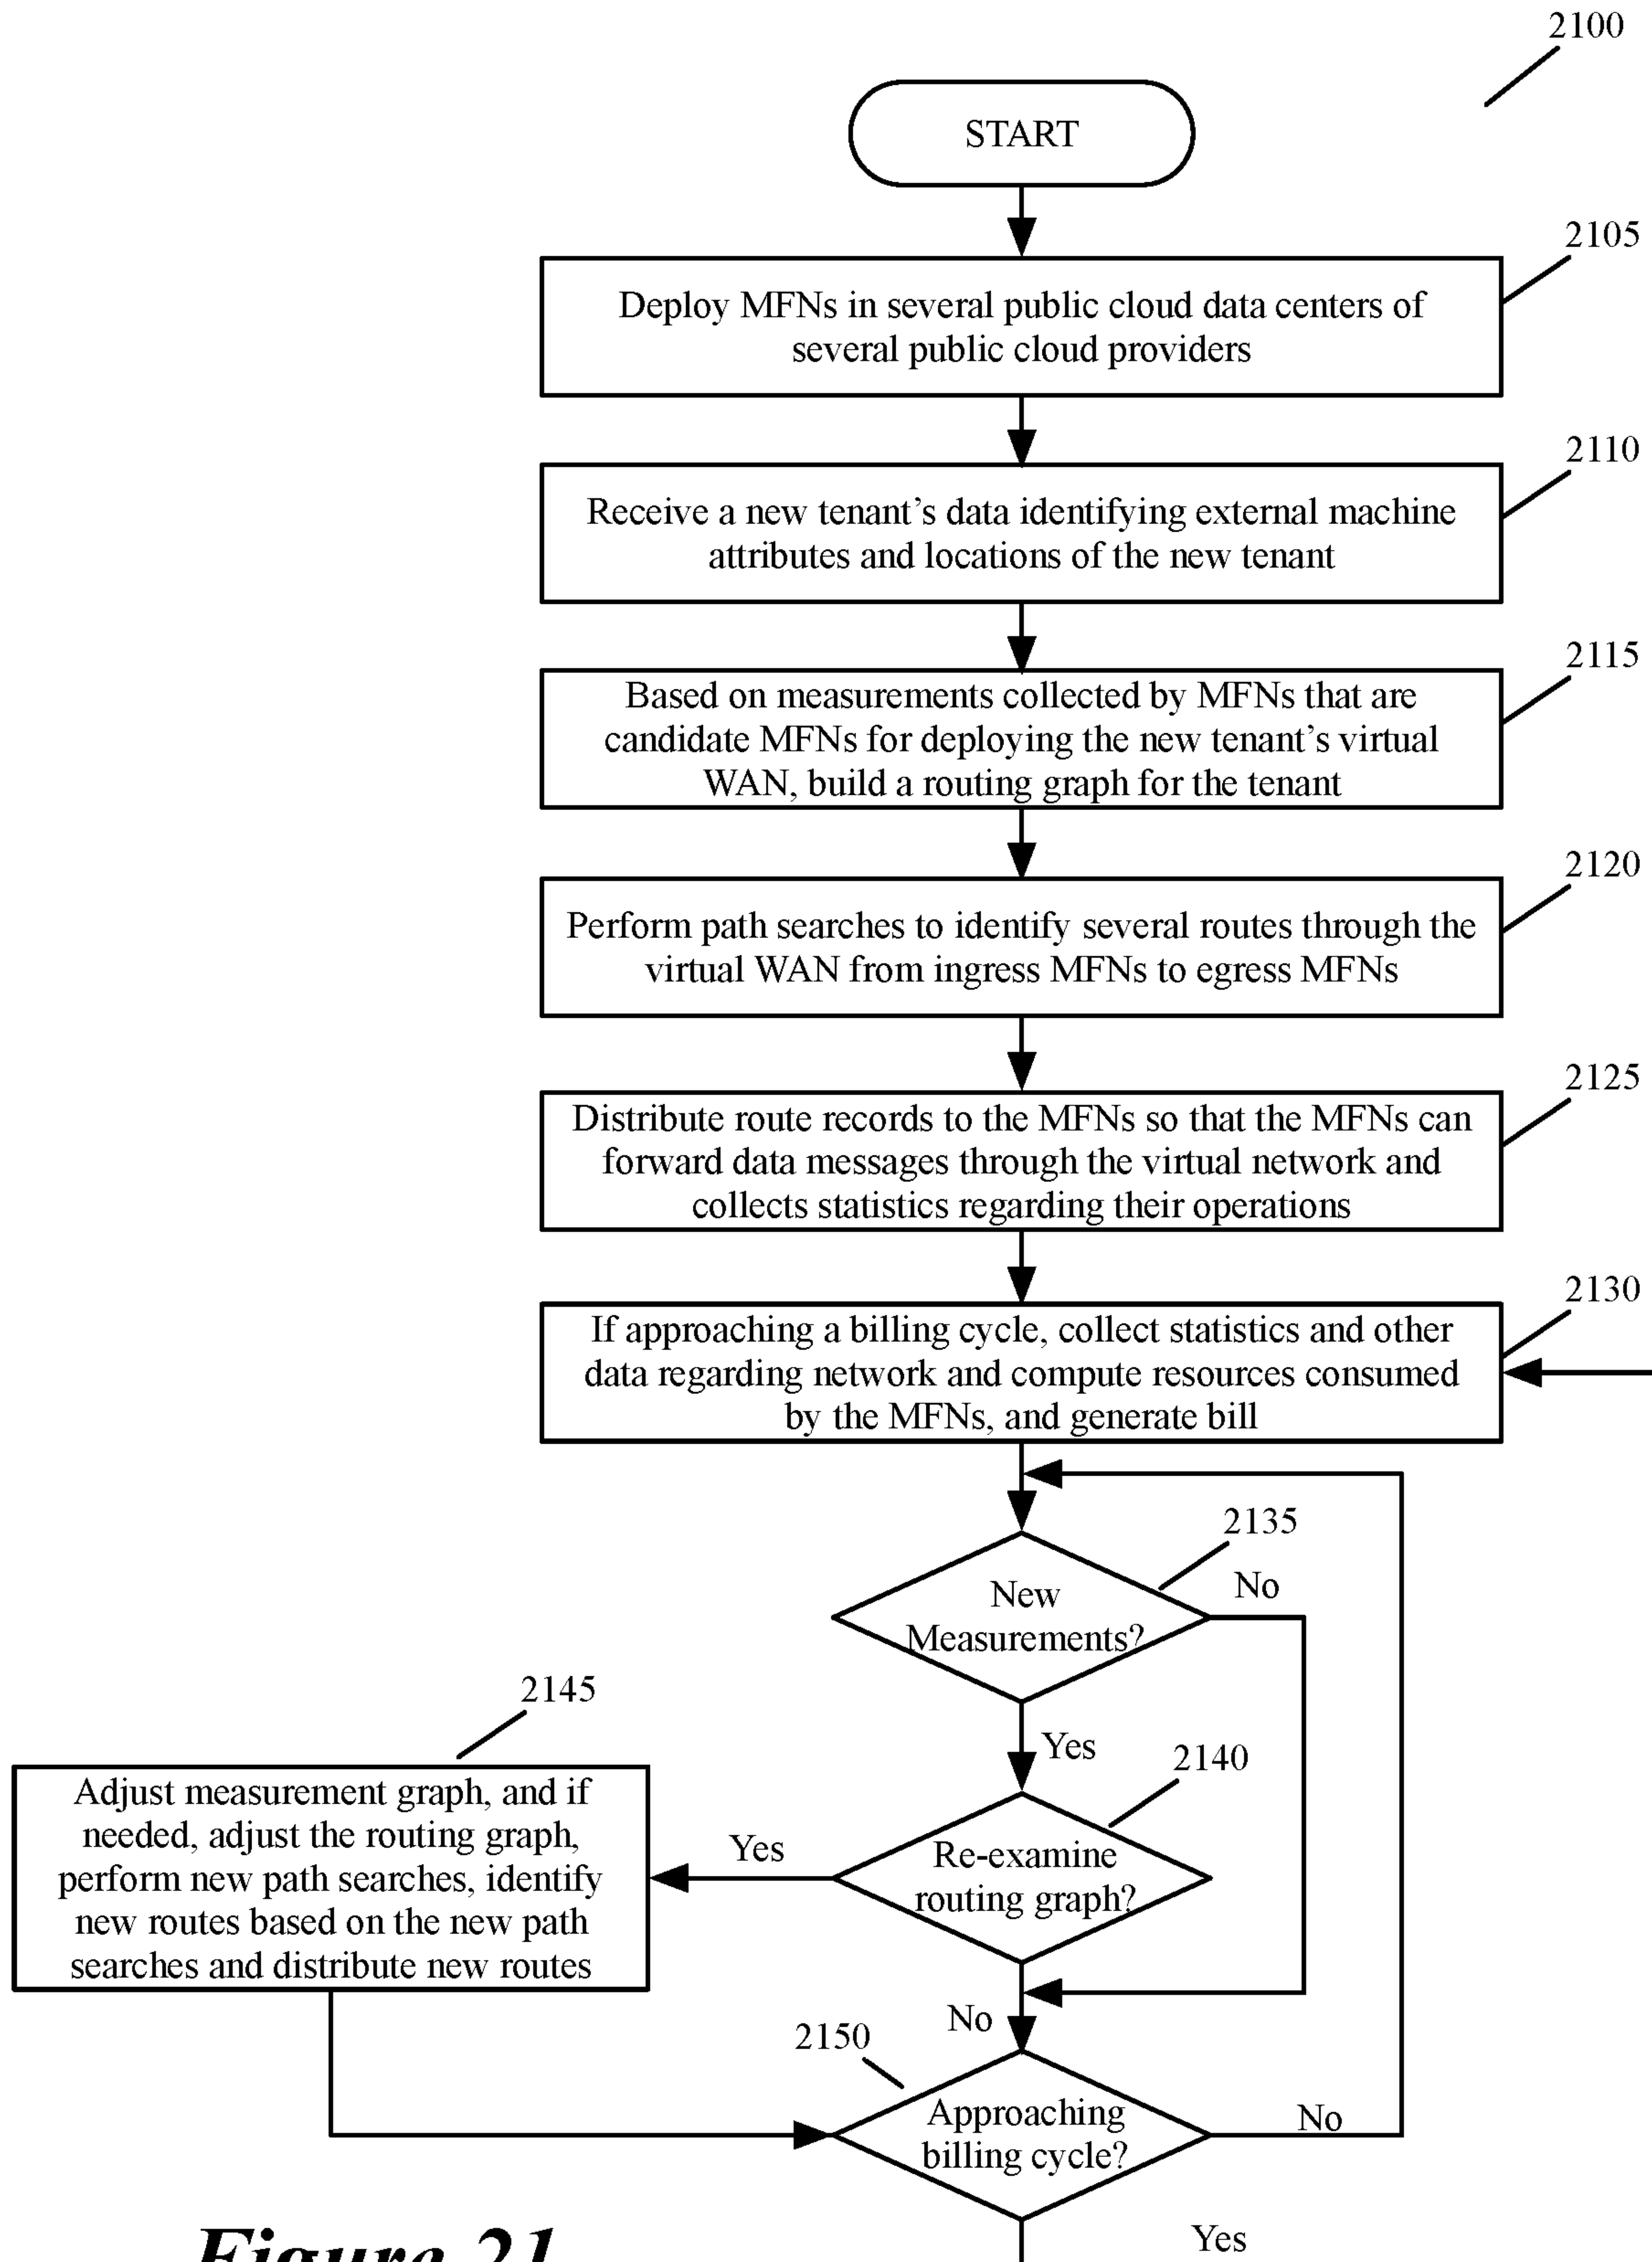 2100
START
2105
Deploy MFNs in several public cloud data centers of
several public cloud providers
2110
Receive a new tenant’s data identifying external machine
attributes and locations of the new tenant
2115
Based on measurements collected by MFNs that are
candidate MFNs for deploying the new tenant’s virtual
WAN, build a routing graph for the tenant
2120
Perform path searches to identify several routes through the
virtual WAN from ingress MFNs to egress MFNs
2125
Distribute route records to the MFNs so that the MFNs can
forward data messages through the virtual network and
collects statistics regarding their operations
2130
If approaching a billing cycle, collect statistics and other
data regarding network and compute resources consumed
by the MFNs, and generate bill
2135
New
Measurements?
No
Yes
2145
Adjust measurement graph, and if
needed, adjust the routing graph,
perform new path searches, identify
new routes based on the new path
searches and distribute new routes
Yes
2140
Re-examine
routing graph?
No
2150
Approaching
billing cycle?
No
Yes
Figure 21